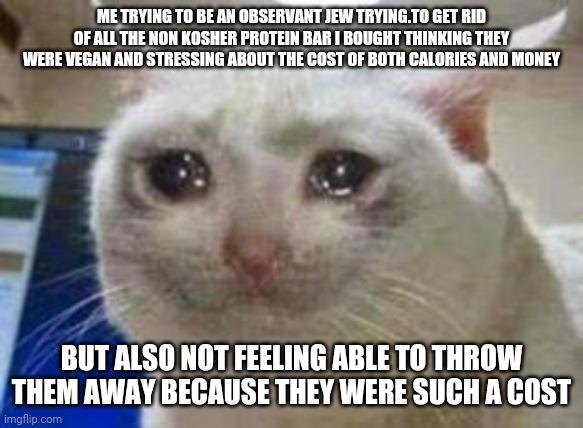 ME TRYING TO BE AN OBSERVANT JEW TRYING.TO GET RID
OF ALL THE NON KOSHER PROTEIN BAR I BOUGHT THINKING THEY
WERE VEGAN AND STRESSING ABOUT THE COST OF BOTH CALORIES AND MONEY
BUT ALSO NOT FEELING ABLE TO THROW
THEM AWAY BECAUSE THEY WERE SUCH A COST
imgflip.com